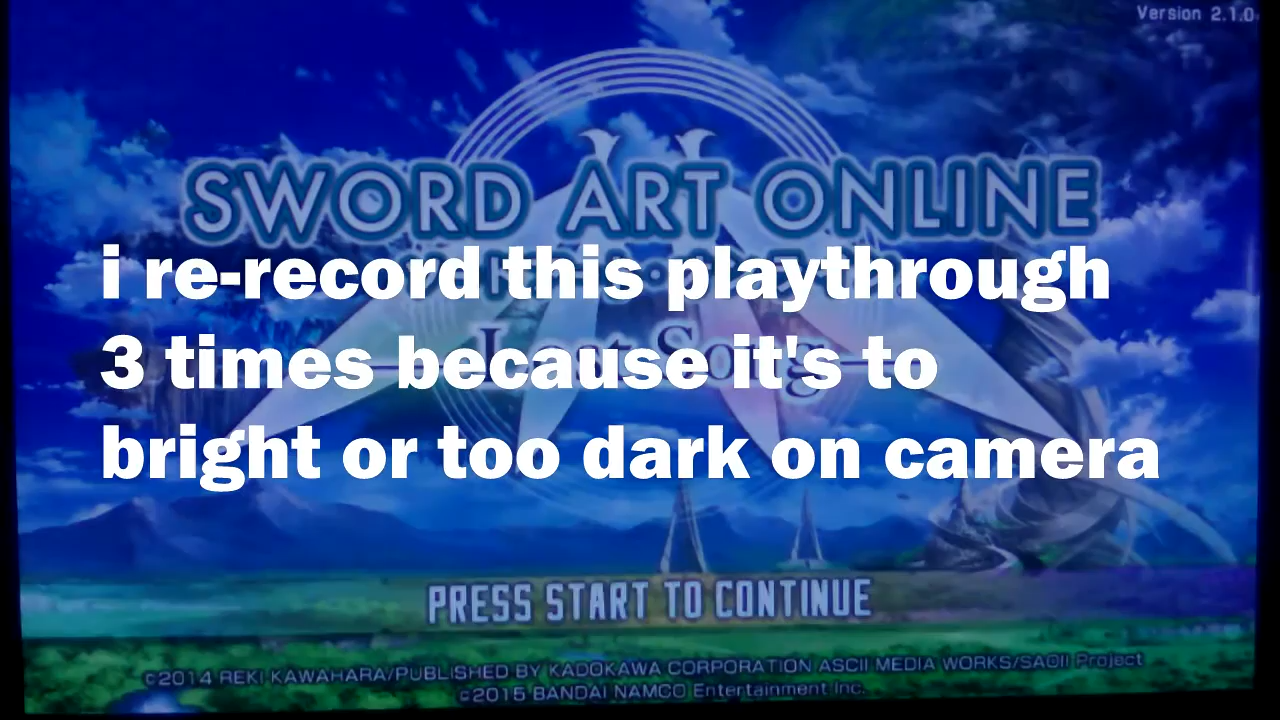 Version 2.1.0
SWORD ART ONLINE
i re-record this playthrough
Lost Song
3 times because it's to
bright or too dark on camera
PRESS START TO CONTINUE
©2014 REKI KAWAHARA/PUBLISHED BY KADOKAWA CORPORATION ASCII MEDIA WORKS/SAOII Project
©2015 BANDAI NAMCO Entertainment Inc.